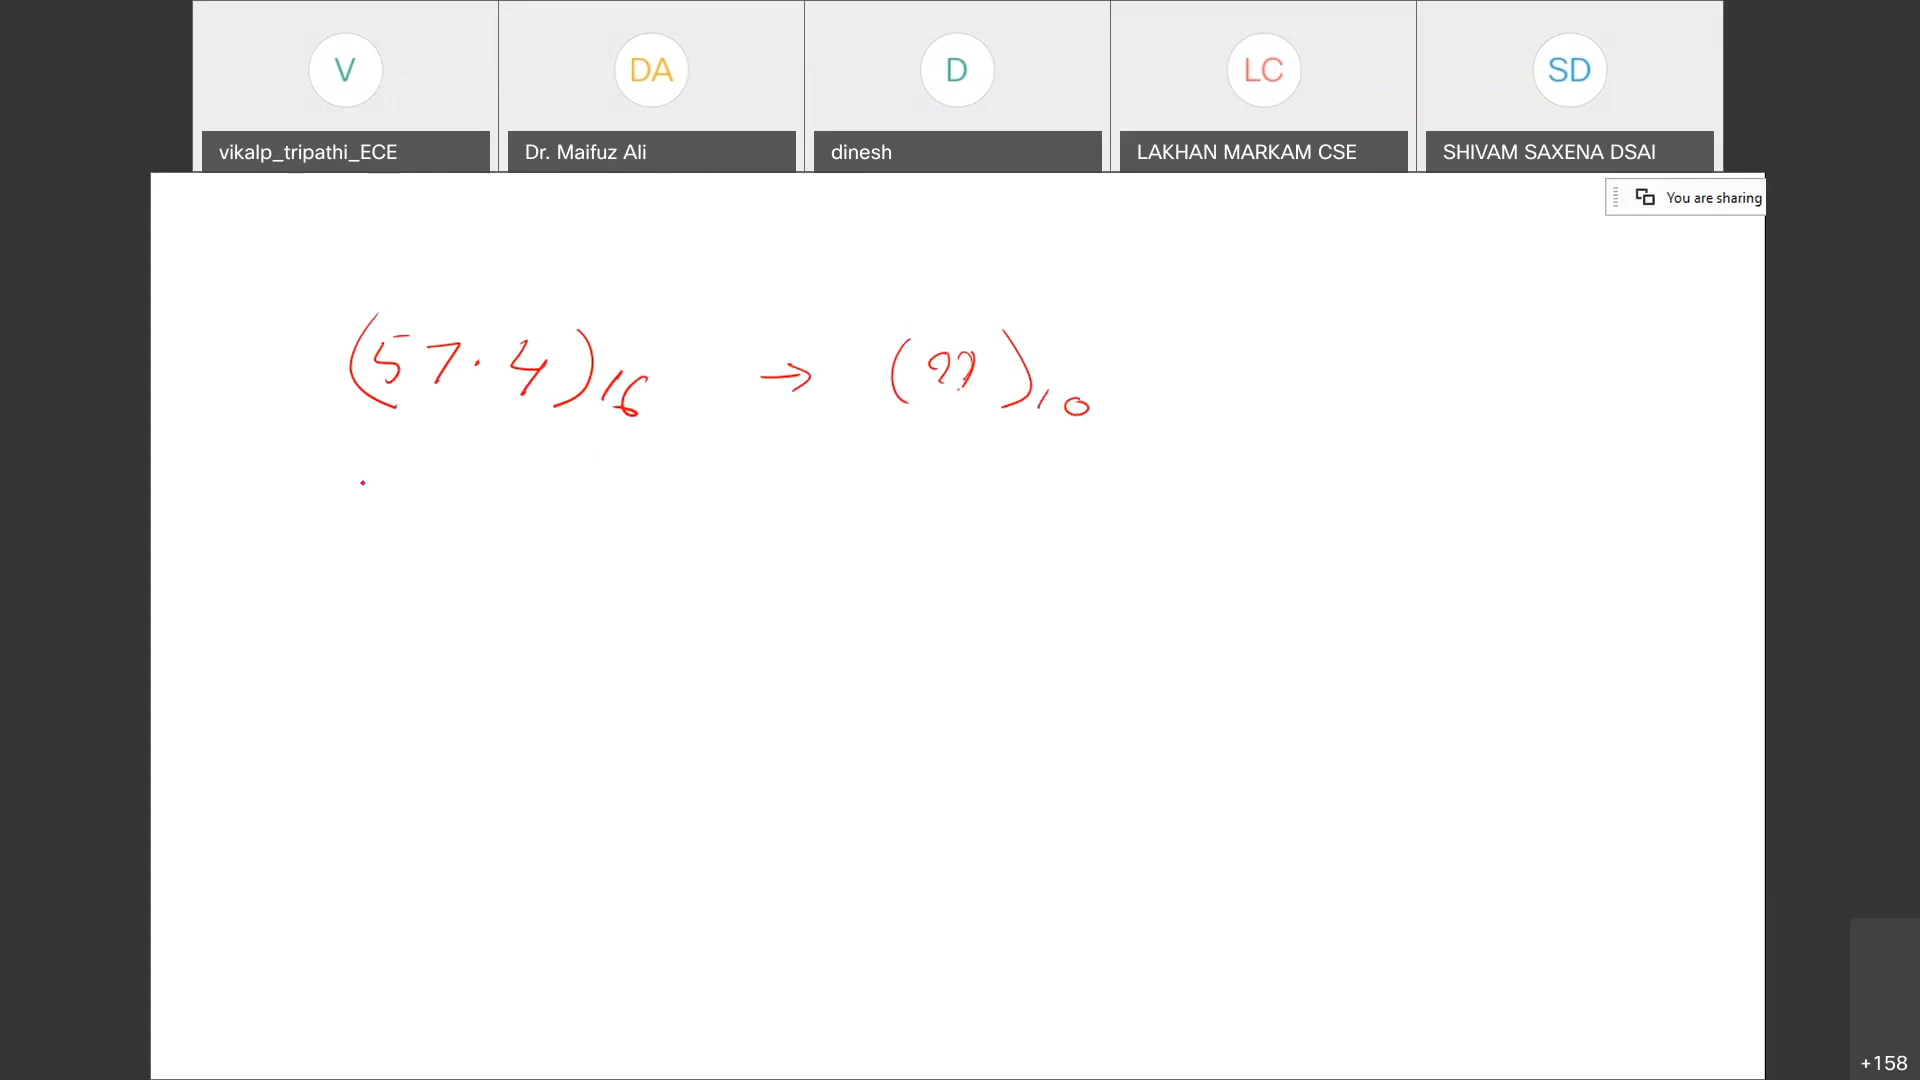 V
DA
D
LC
SD
vikalp_tripathi_ECE
Dr. Maifuz Ali
dinesh
LAKHAN MARKAM CSE
SHIVAM SAXENA DSAI
You are sharing
(57.4)16 → (??)10
+158